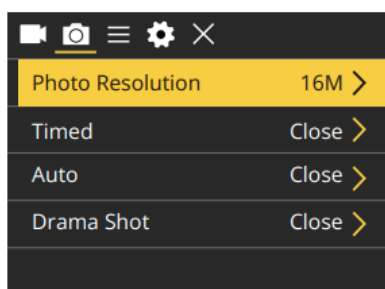 Photo Resolution 16M
Timed Close
Auto Close
Drama Shot Close